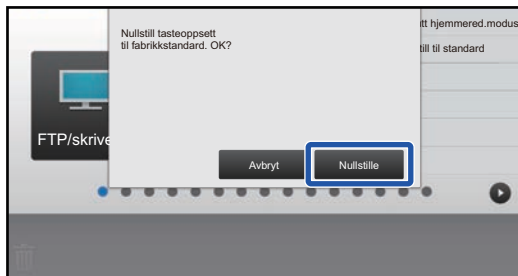 Nullstill tasteoppsett
til fabrikkstandard. OK?
tt hjemmered.modus
till til standard
FTP/skrive
Avbryt
Nullstille